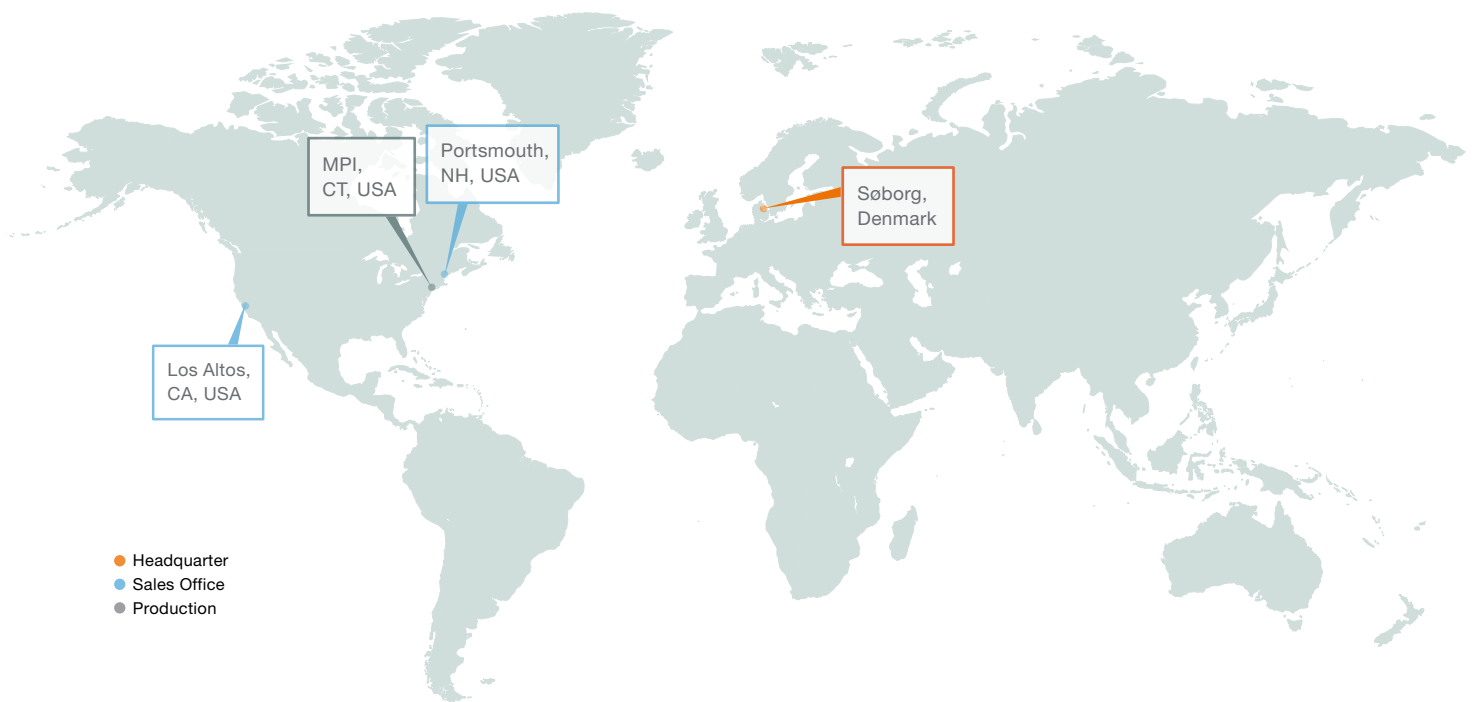 MPI,
CT, USA
Portsmouth,
NH, USA
Søborg,
Denmark
Los Altos,
CA, USA
Headquarter
Sales Office
Production